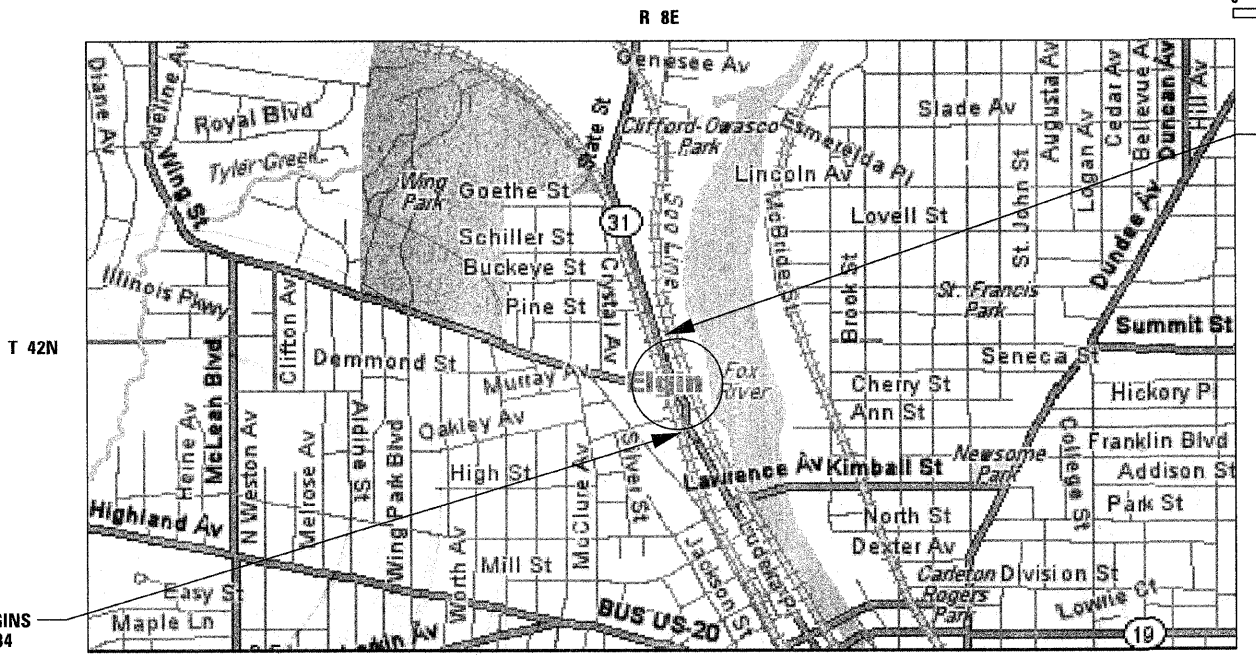 R 8E
Genesee Av
Diane Av
Adeline Av
Royal Blvd
Tyler Creek
Wing St
State St
Clifford-Owasco
Park
Esmerelda Pl
Slade Av
Augusta Av
Logan Av
Cedar Av
Bellevue Av
Duncan Av
Hill Av
Wing
Park
Goethe St
Lincoln Av
Lovell St
St. John St
Dundee Av
31
Soo Line
McBride St
Schiller St
Buckeye St
Crystal Av
Brook St
Illinois Pkwy
Pine St
St. Francis
Park
Summit St
T 42N
Clifton Av
Demmond St
Seneca St
McLean Blvd
Murray Av
Elgin
Fox
River
Cherry St
Hickory Pl
Ann St
Heine Av
N Weston Av
Melrose Av
Aldine St
Wing Park Blvd
Oakley Av
High St
McClure Av
Silver St
Lawrence Av
Kimball St
Newsome
Park
College St
Franklin Blvd
Addison St
Park St
Highland Av
North St
Dexter Av
Worth Av
Mill St
Jackson St
Carleton
Rogers
Park
Division St
Easy St
Lowrie Ct
Maple Ln
Larkin Av
BUS US-20
19